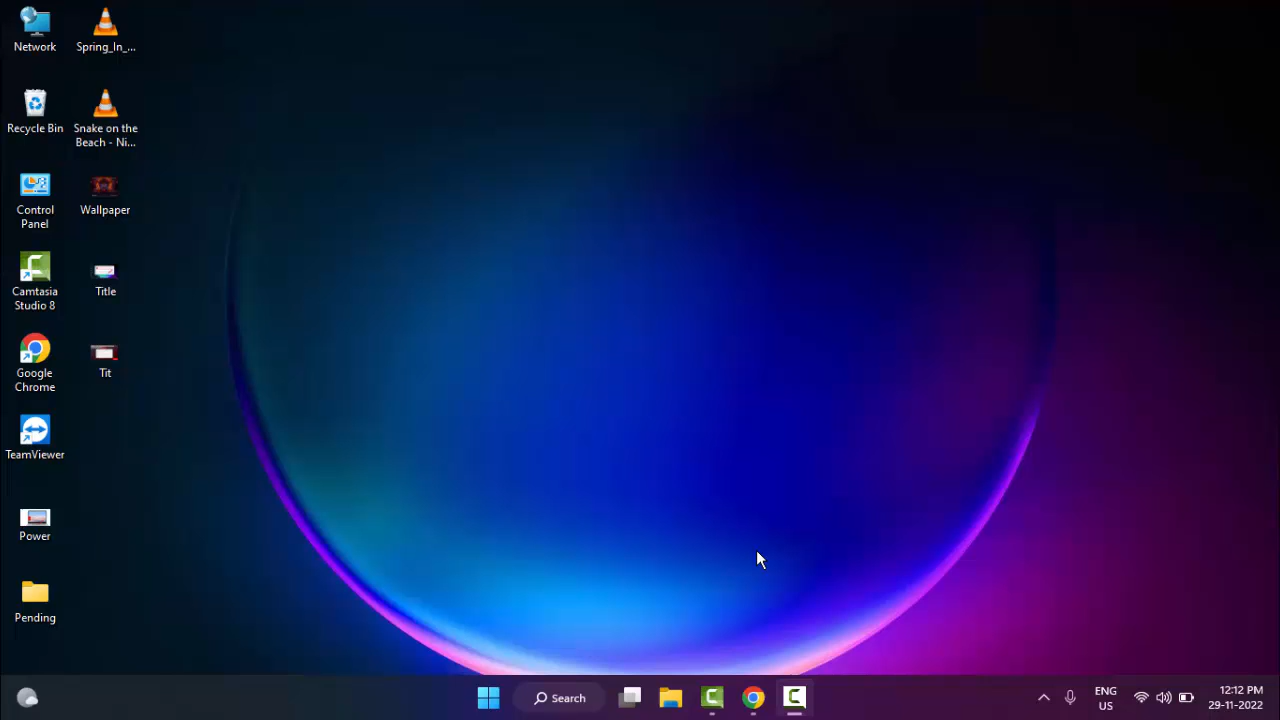 Network
Spring_In_...
Recycle Bin
Snake on the
Beach - Ni...
Control
Panel
Wallpaper
Camtasia
Studio 8
Title
Google
Chrome
Tit
TeamViewer
Power
Pending
Search
ENG
US
12:12 PM
29-11-2022